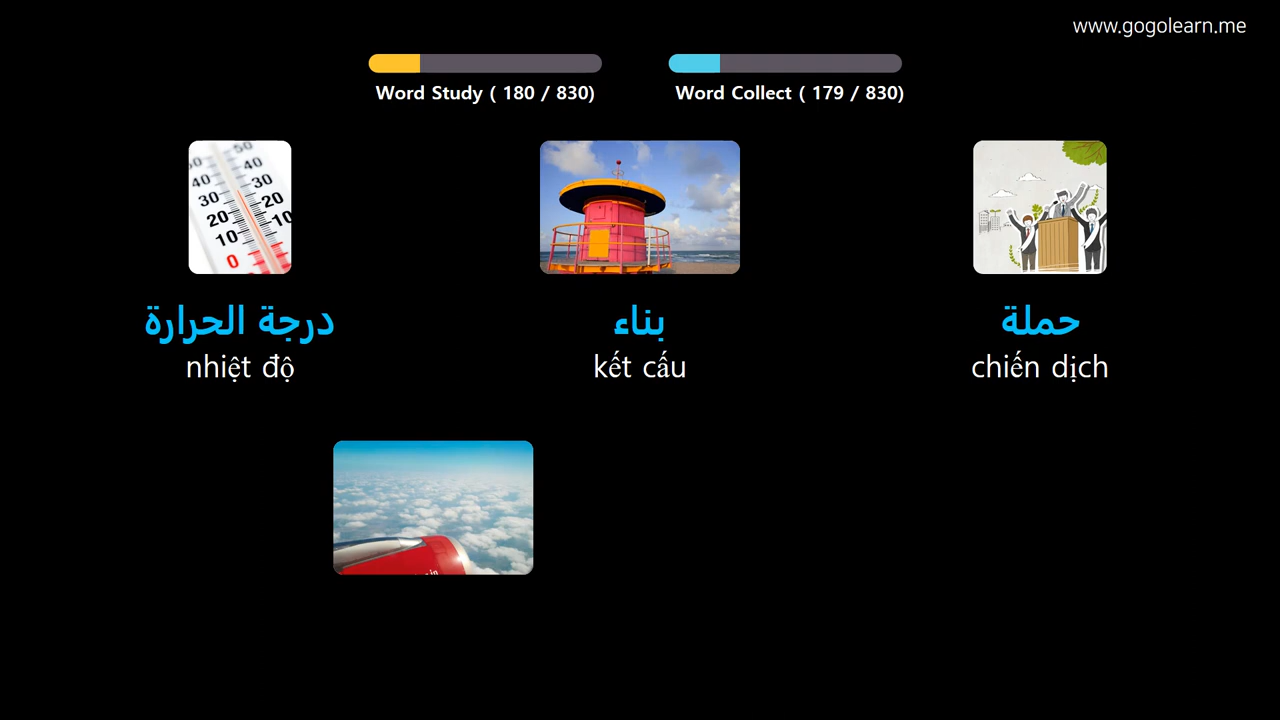 www.gogolearn.me
Word Study ( 180 / 830)
Word Collect ( 179 / 830)
درجة الحرارة
nhiệt độ
بناء
kết cấu
حملة
chiến dịch